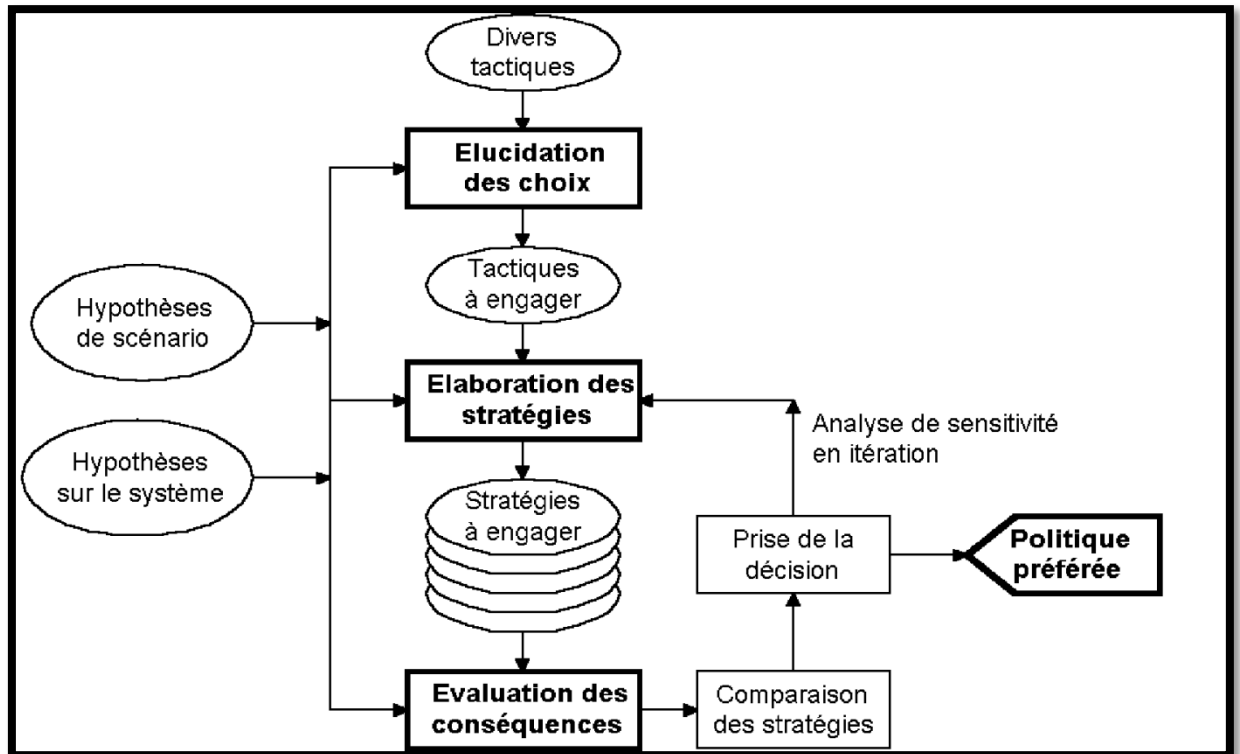 Divers
tactiques
Elucidation
des choix
Tactiques
à engager
Hypothèses
de scénario
Elaboration des
stratégies
Analyse de sensitivité
en itération
Hypothèses
sur le système
Stratégies
à engager
Prise de la
décision
Politique
préférée
Evaluation des
conséquences
Comparaison
des stratégies